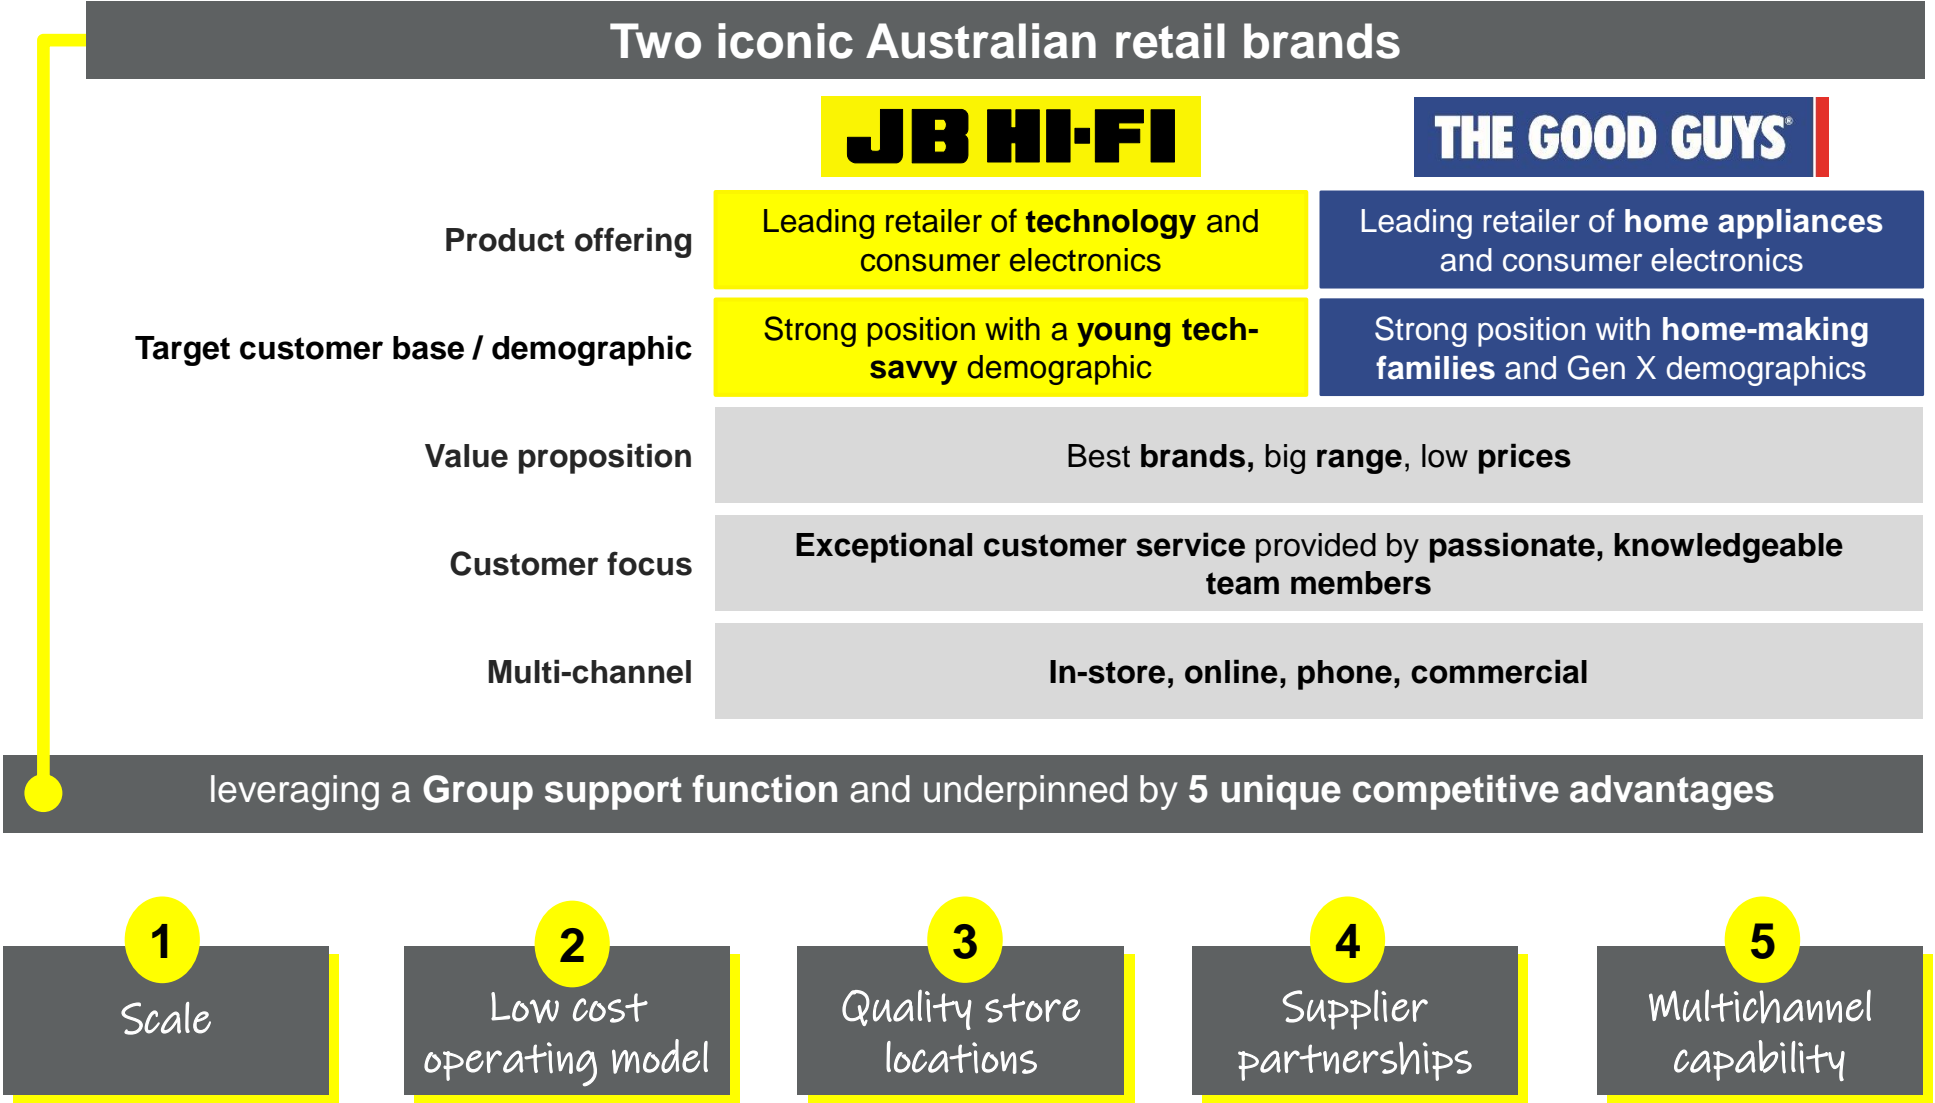 Two iconic Australian retail brands
JB HI-FI
THE GOOD GUYS®
Product offering
Leading retailer of technology and
consumer electronics
Leading retailer of home appliances
and consumer electronics
Target customer base / demographic
Strong position with a young tech-
savvy demographic
Strong position with home-making
families and Gen X demographics
Value proposition
Best brands, big range, low prices
Customer focus
Exceptional customer service provided by passionate, knowledgeable
team members
Multi-channel
In-store, online, phone, commercial
leveraging a Group support function and underpinned by 5 unique competitive advantages
1
Scale
2
Low cost
operating model
3
Quality store
locations
4
Supplier
partnerships
5
Multichannel
capability